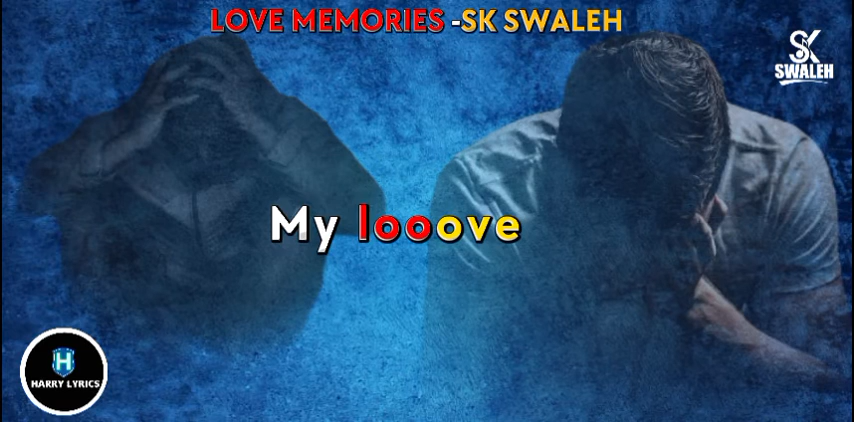 LOVE MEMORIES -SK SWALEH
SK
SWALEH
My looove
H
HARRY LYRICS